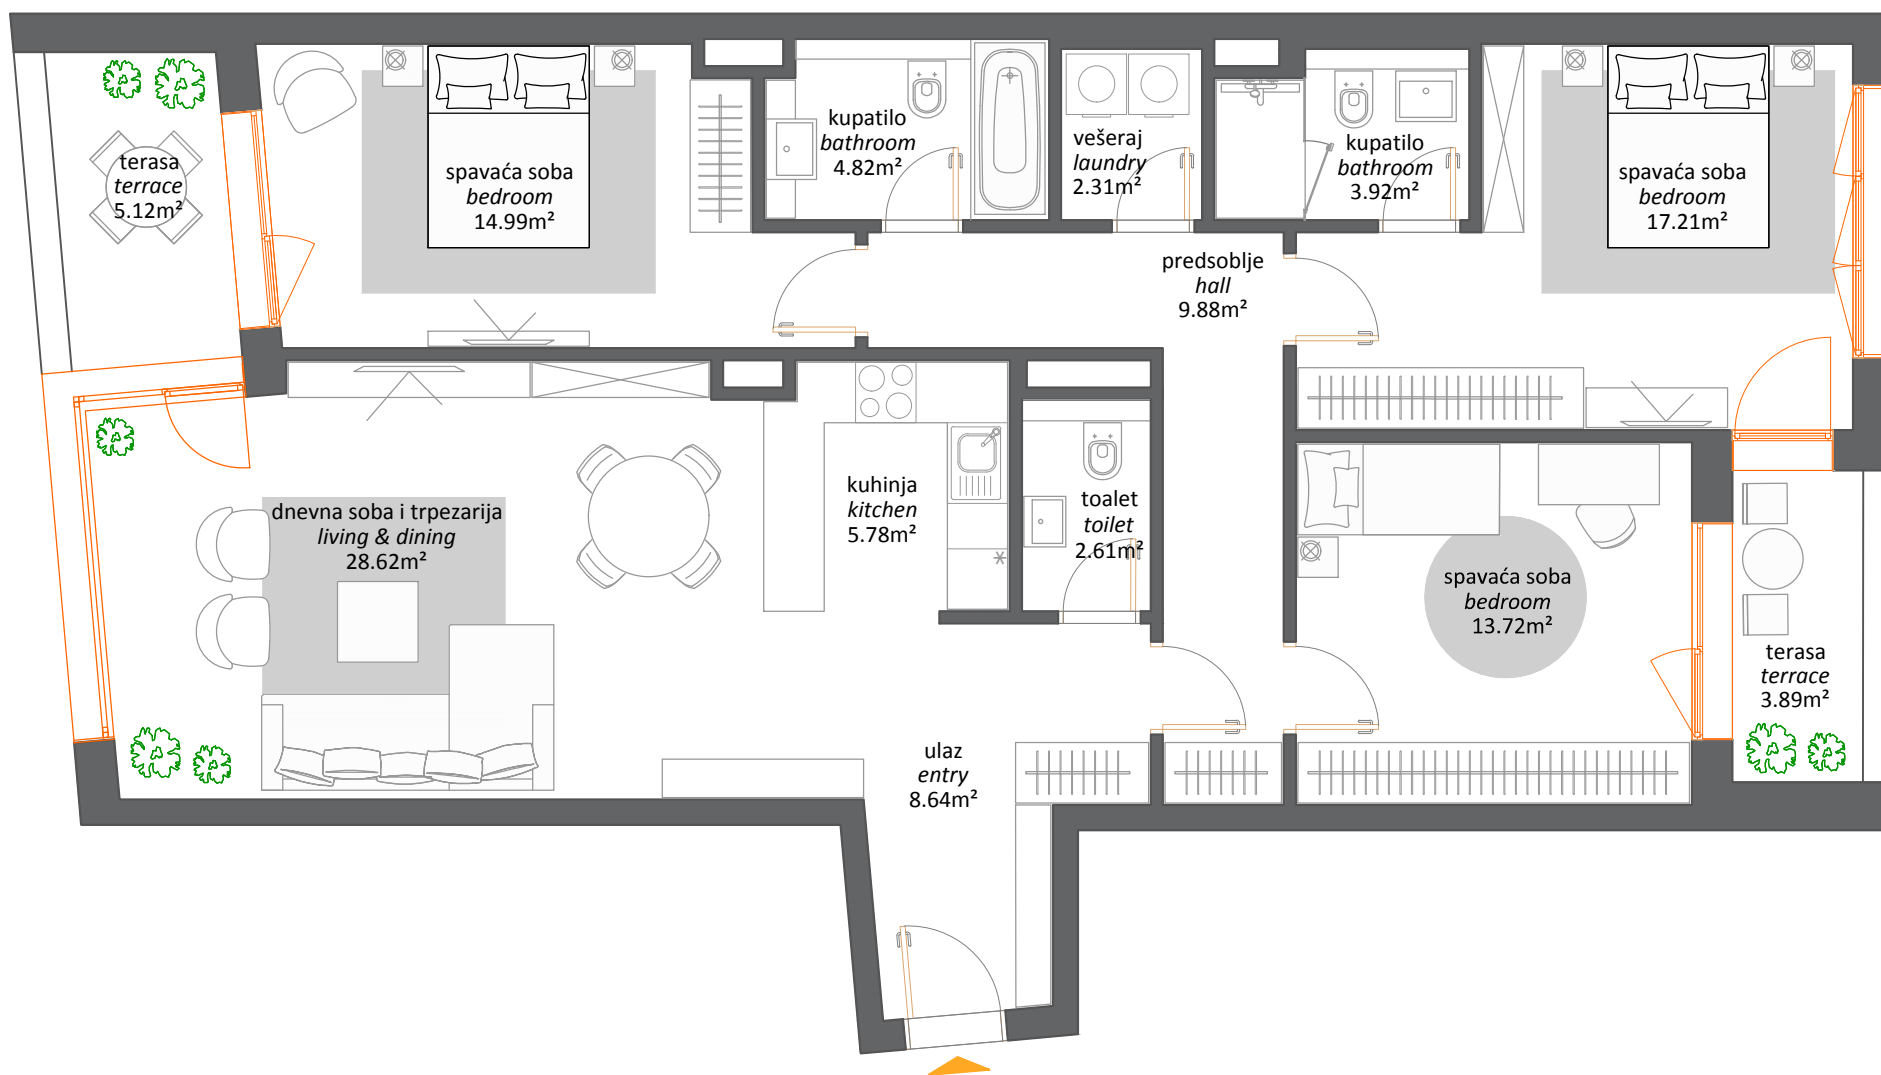 terasa
terrace
5.12m²
spavaća soba
bedroom
14.99m²
kupatilo
bathroom
4.82m²
vešeraj
laundry
2.31m²
kupatilo
bathroom
3.92m²
spavaća soba
bedroom
17.21m²
predsoblje
hall
9.88m²
dnevna soba i trpezarija
living & dining
28.62m²
kuhinja
kitchen
5.78m²
toalet
toilet
2.61m²
spavaća soba
bedroom
13.72m²
terasa
terrace
3.89m²
ulaz
entry
8.64m²